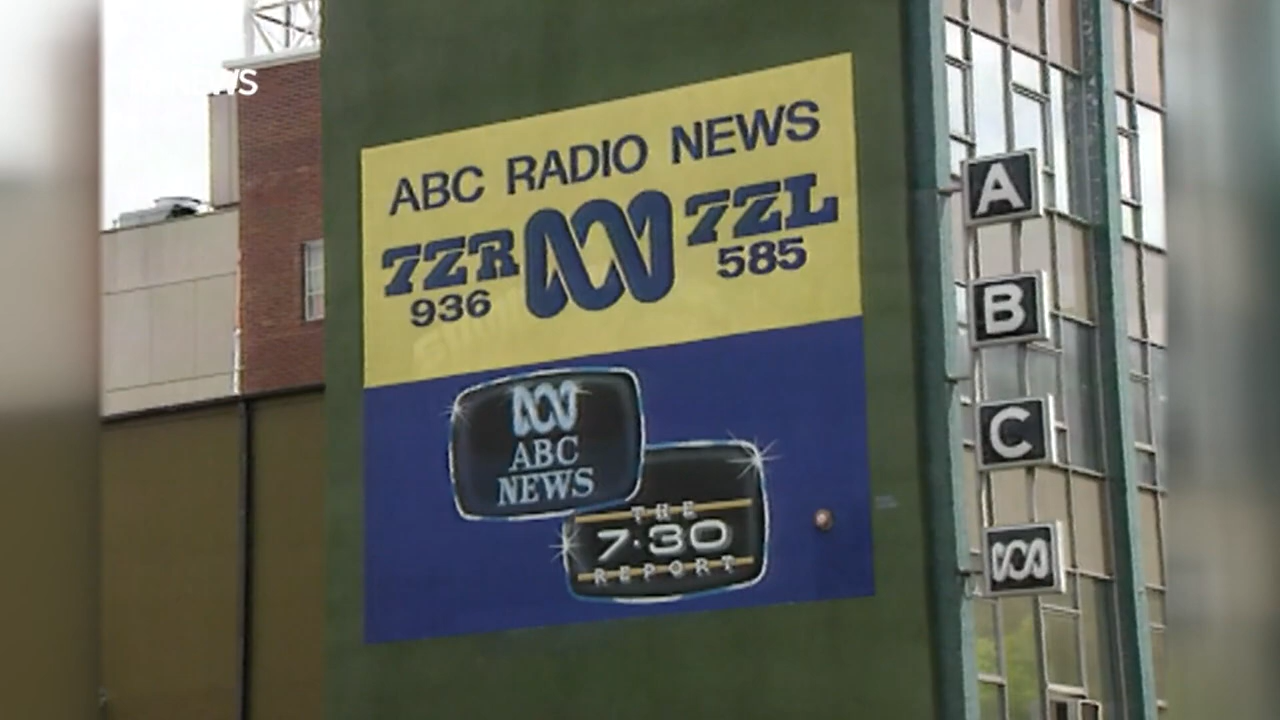 ABC RADIO NEWS
7ZR 7ZL
936 585
ABC
NEWS
THE
7·30
REPORT
A
B
C